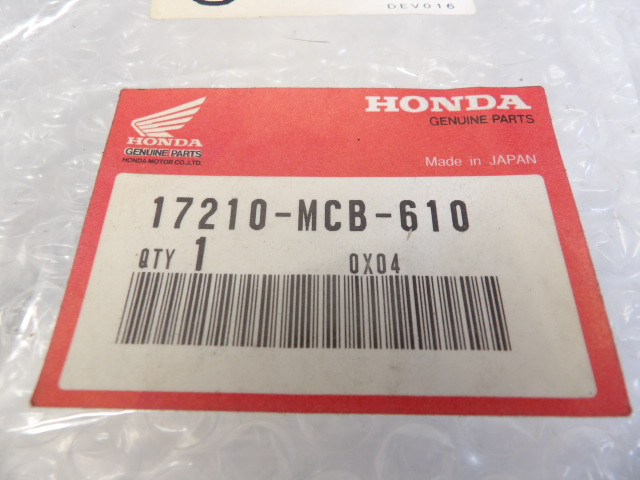 DEV016
HONDA
GENUINE PARTS
HONDA MOTOR CO.,LTD.
HONDA
GENUINE PARTS
Made in JAPAN
17210-MCB-610
QTY 1 0X04